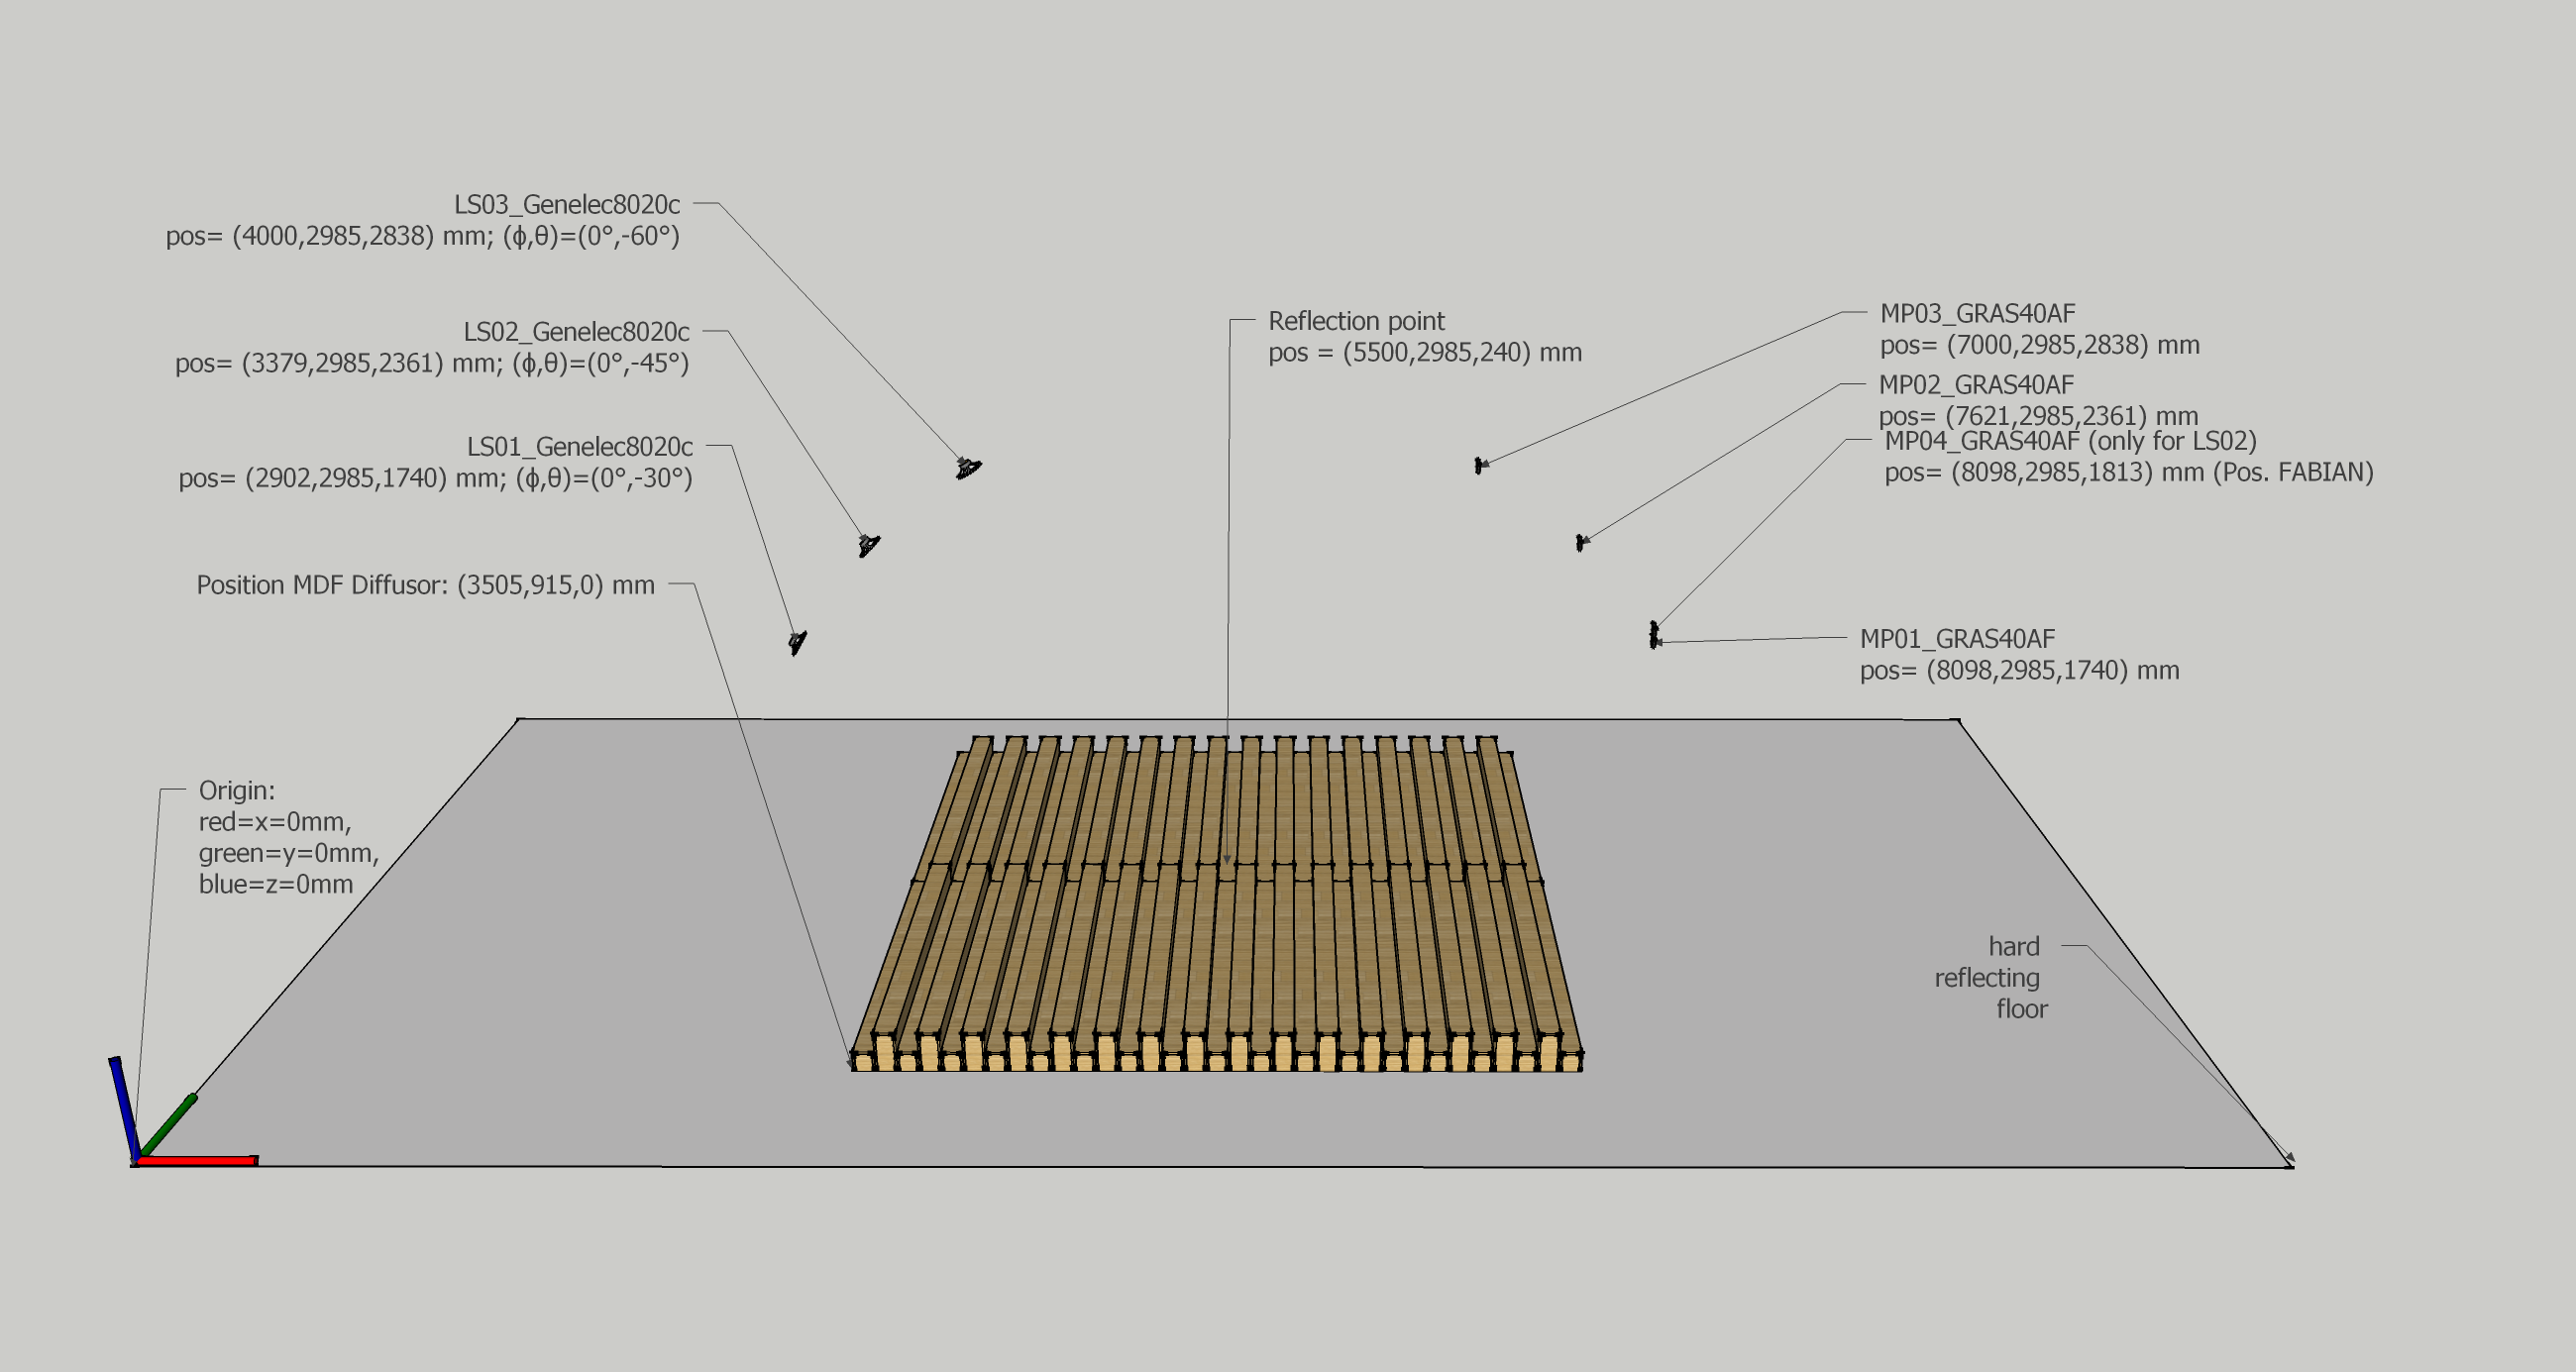 LS03_Genelec8020c
pos= (4000,2985,2838) mm; (ϕ,θ)=(0°,-60°)
LS02_Genelec8020c
pos= (3379,2985,2361) mm; (ϕ,θ)=(0°,-45°)
LS01_Genelec8020c
pos= (2902,2985,1740) mm; (ϕ,θ)=(0°,-30°)
Position MDF Diffusor: (3505,915,0) mm
Reflection point
pos = (5500,2985,240) mm
MP03_GRAS40AF
pos= (7000,2985,2838) mm
MP02_GRAS40AF
pos= (7621,2985,2361) mm
MP04_GRAS40AF (only for LS02)
pos= (8098,2985,1813) mm (Pos. FABIAN)
MP01_GRAS40AF
pos= (8098,2985,1740) mm
Origin:
red=x=0mm,
green=y=0mm,
blue=z=0mm
hard
reflecting
floor